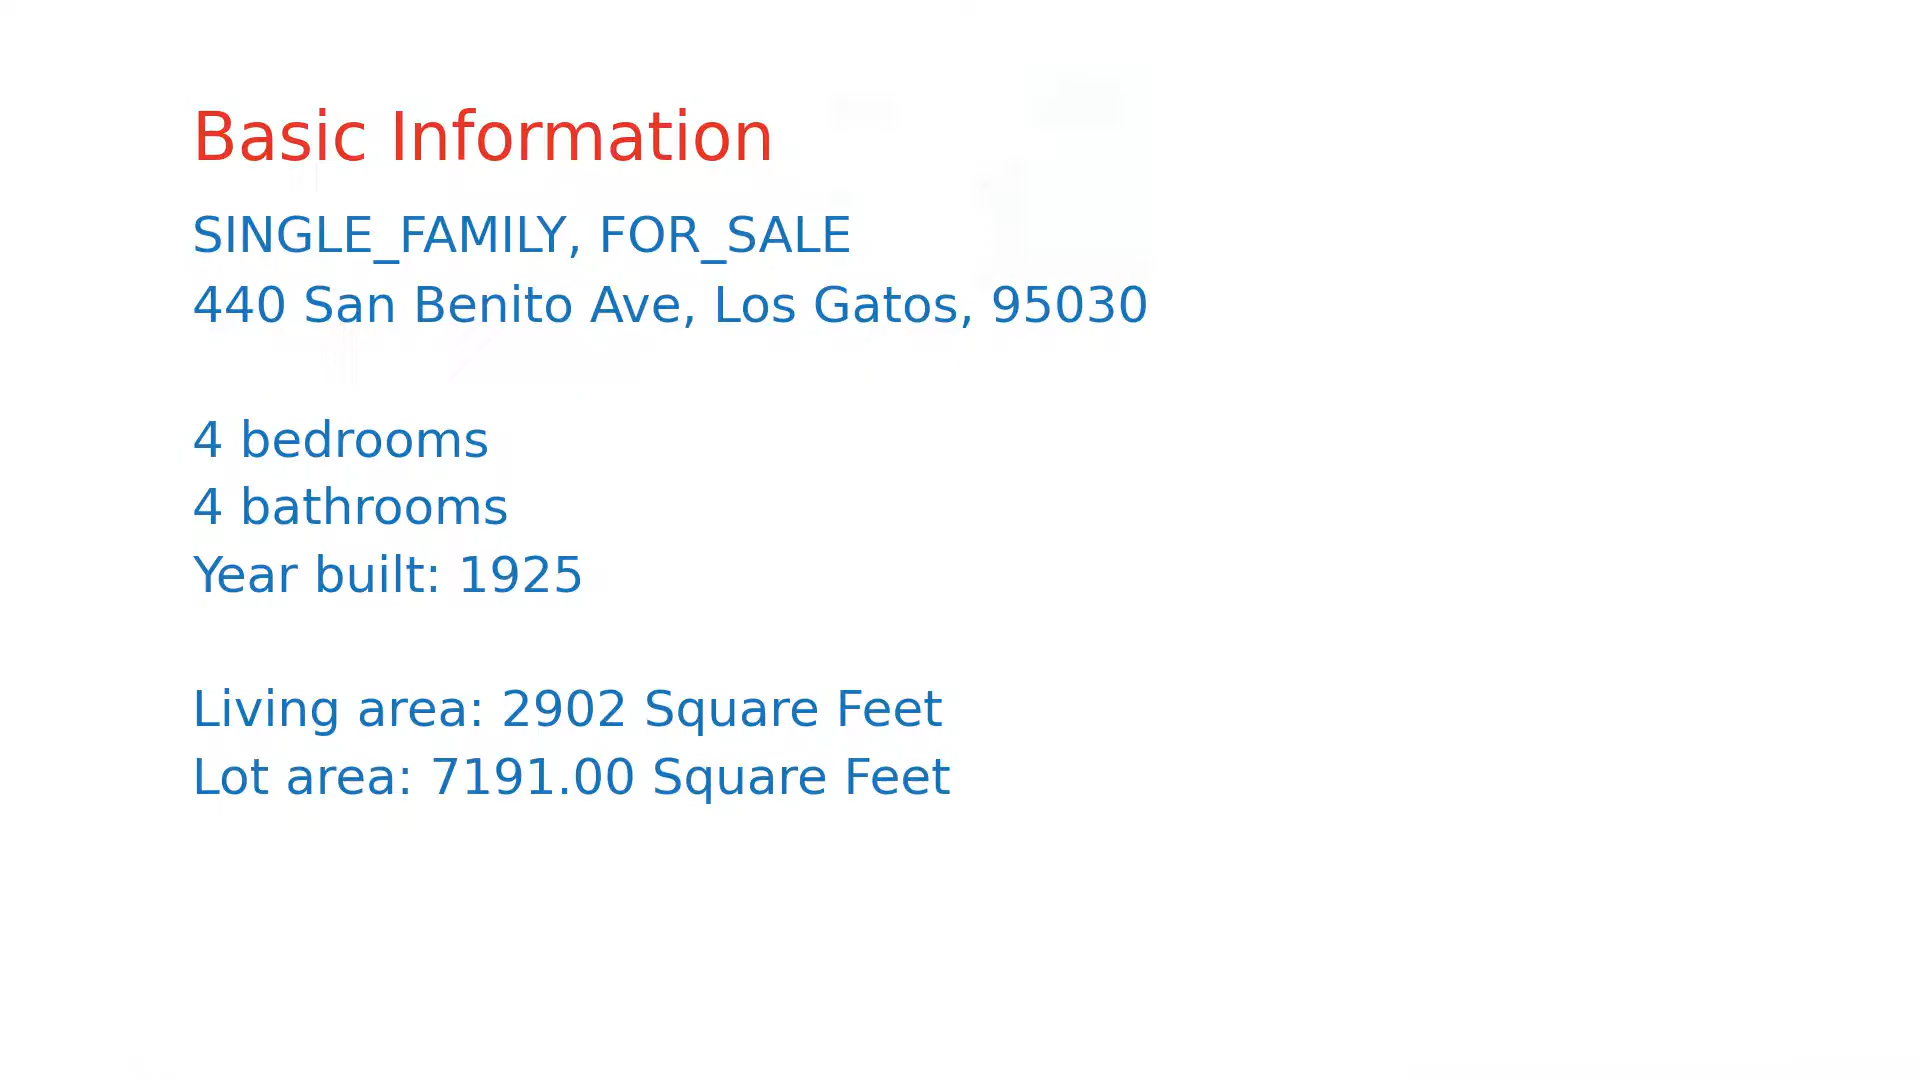 Basic Information
SINGLE_FAMILY, FOR_SALE
440 San Benito Ave, Los Gatos, 95030
4 bedrooms
4 bathrooms
Year built: 1925
Living area: 2902 Square Feet
Lot area: 7191.00 Square Feet